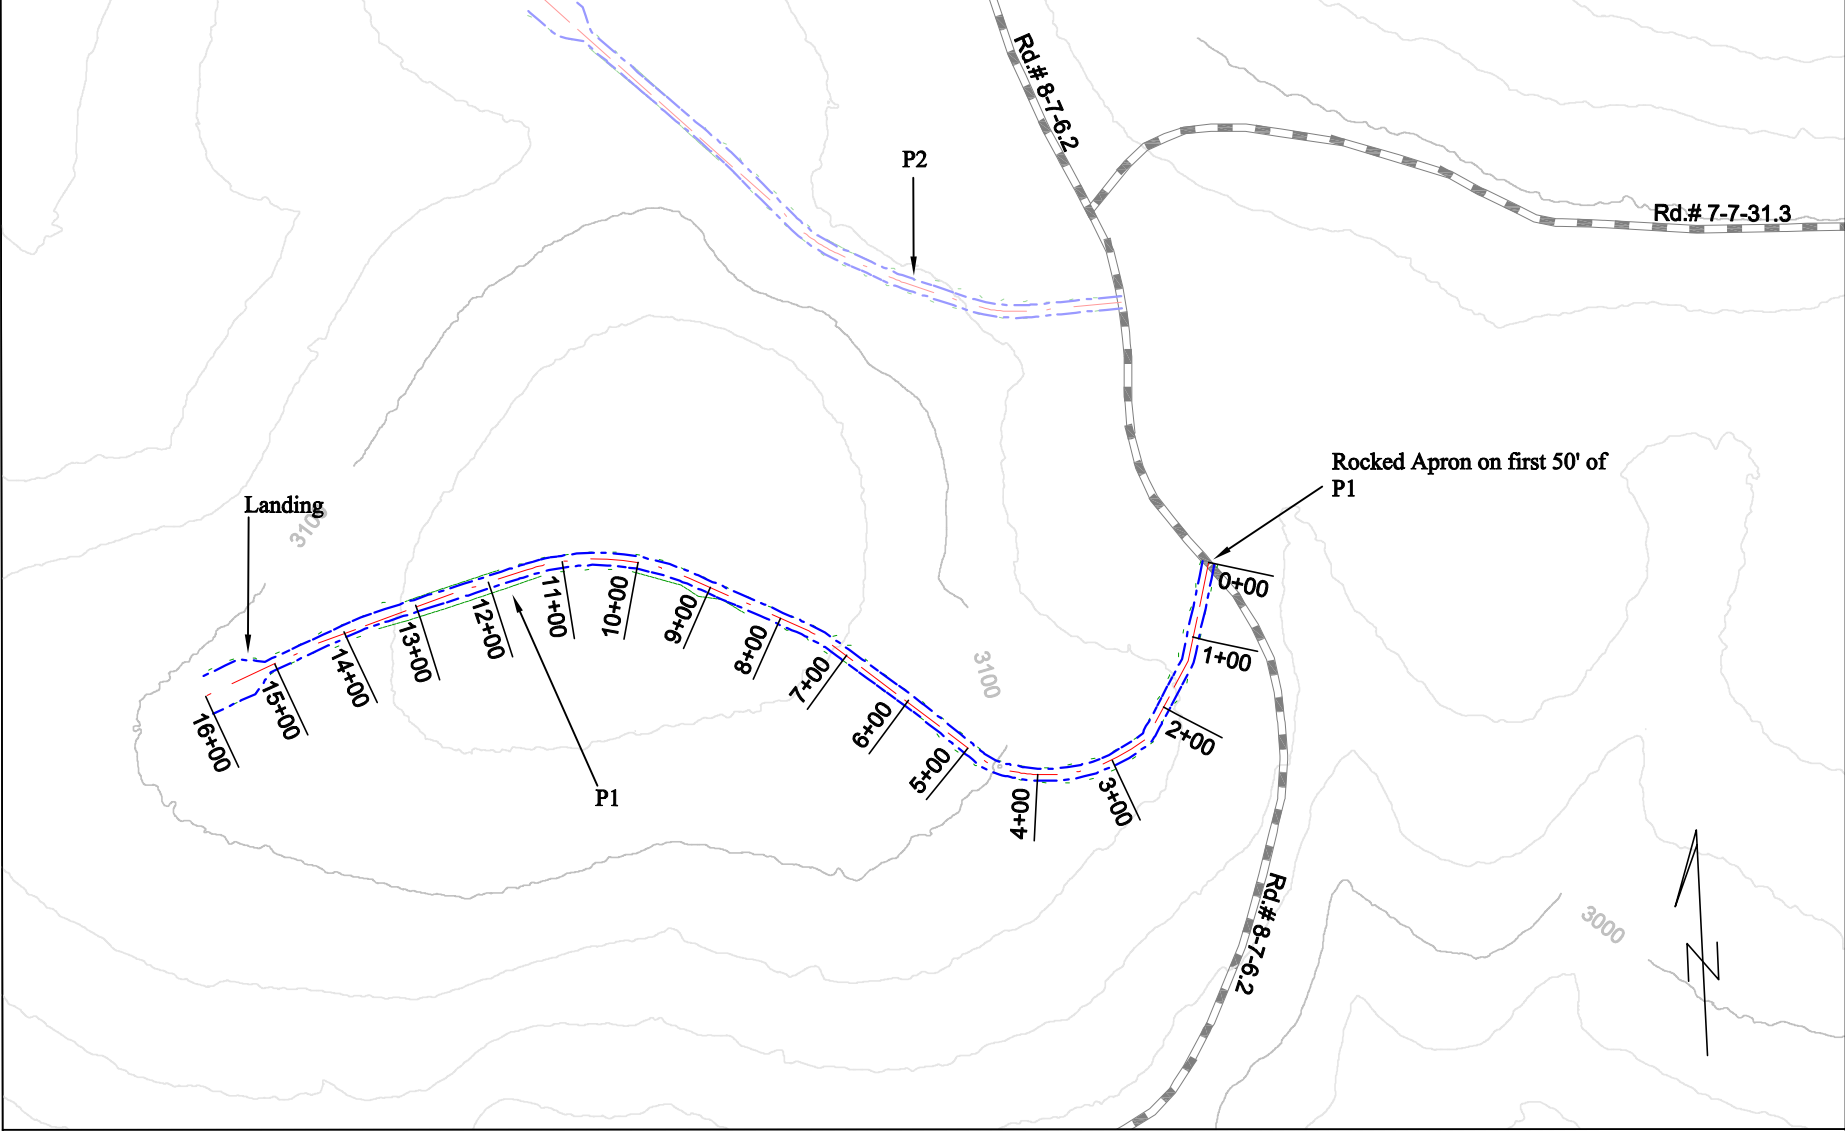 Rd.# 8-7-6.2
P2
Rd.# 7-7-31.3
Rocked Apron on first 50' of
P1
Landing
3100
0+00
1+00
2+00
3+00
4+00
5+00
6+00
7+00
8+00
9+00
10+00
11+00
12+00
13+00
14+00
15+00
16+00
3100
P1
Rd.# 8-7-6.2
3000
N